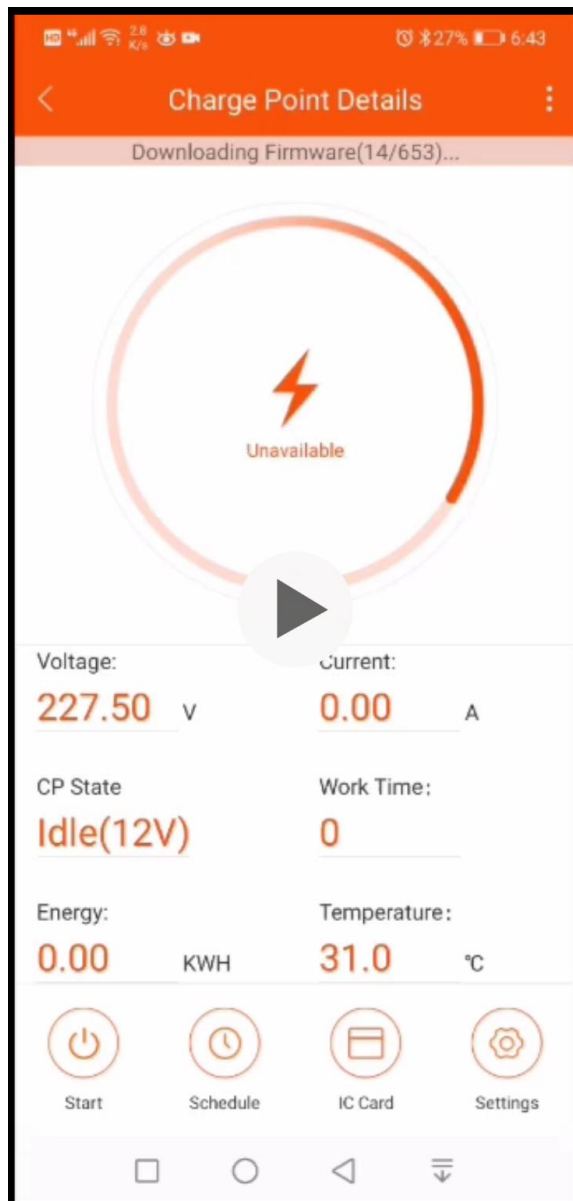 HD 4G 2.8 K/s 27% 6:43
Charge Point Details
Downloading Firmware(14/653)...
Unavailable
Voltage: Current:
227.50 V 0.00 A
CP State Work Time:
Idle(12V) 0
Energy: Temperature:
0.00 KWH 31.0 ℃
Start Schedule IC Card Settings